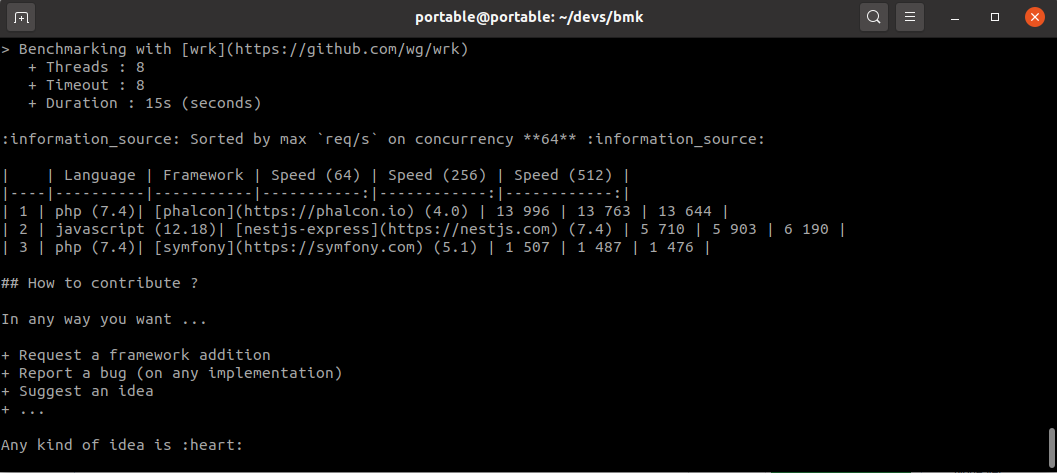 portable@portable: ~/devs/bmk
> Benchmarking with [wrk](https://github.com/wg/wrk)
   + Threads : 8
   + Timeout : 8
   + Duration : 15s (seconds)
:information_source: Sorted by max `req/s` on concurrency **64** :information_source:
|    | Language | Framework | Speed (64) | Speed (256) | Speed (512) |
|----|----------|-----------|-----------:|------------:|------------:|
| 1 | php (7.4)| [phalcon](https://phalcon.io) (4.0) | 13 996 | 13 763 | 13 644 |
| 2 | javascript (12.18)| [nestjs-express](https://nestjs.com) (7.4) | 5 710 | 5 903 | 6 190 |
| 3 | php (7.4)| [symfony](https://symfony.com) (5.1) | 1 507 | 1 487 | 1 476 |
## How to contribute ?
In any way you want ...
+ Request a framework addition
+ Report a bug (on any implementation)
+ Suggest an idea
+ ...
Any kind of idea is :heart: